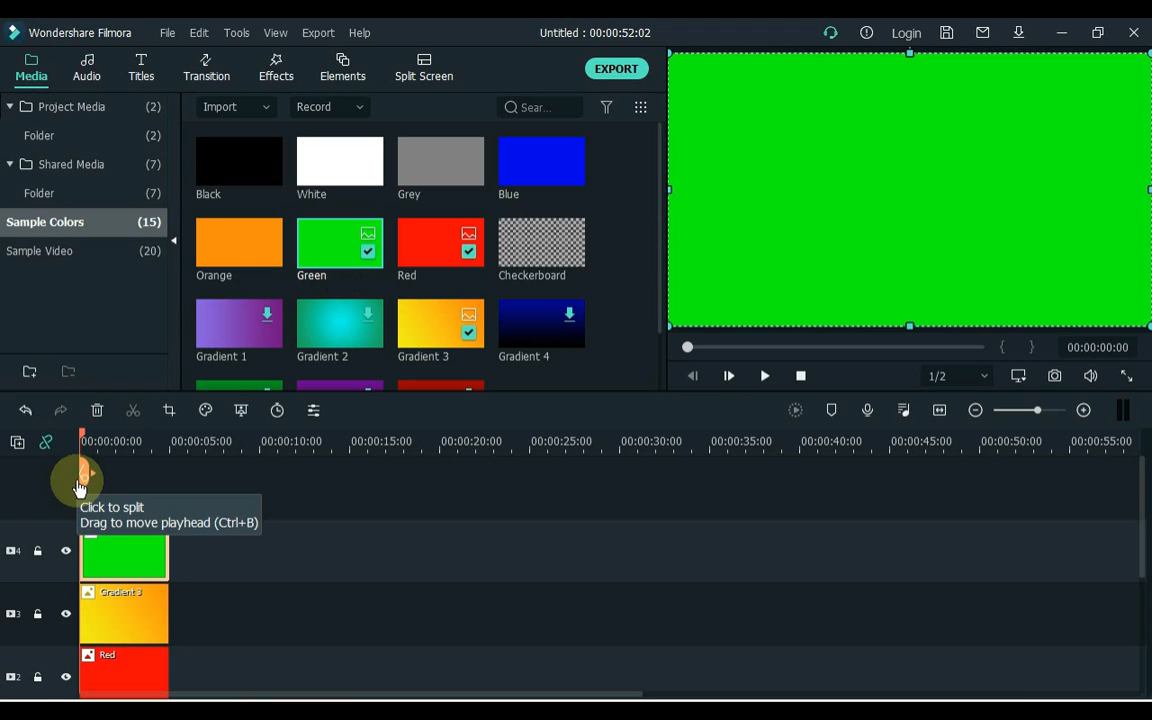 Wondershare Filmora File Edit Tools View Export Help Untitled : 00:00:52:02 Login
Media Audio Titles Transition Effects Elements Split Screen EXPORT
Project Media (2)
Folder (2)
Shared Media (7)
Folder (7)
Sample Colors (15)
Sample Video (20)
Import Record Sear...
Black White Grey Blue
Orange Green Red Checkerboard
Gradient 1 Gradient 2 Gradient 3 Gradient 4
00:00:00:00
1/2
00:00:00:00 00:00:05:00 00:00:10:00 00:00:15:00 00:00:20:00 00:00:25:00 00:00:30:00 00:00:35:00 00:00:40:00 00:00:45:00 00:00:50:00 00:00:55:00
Click to split
Drag to move playhead (Ctrl+B)
4
3 Gradient 3
2 Red